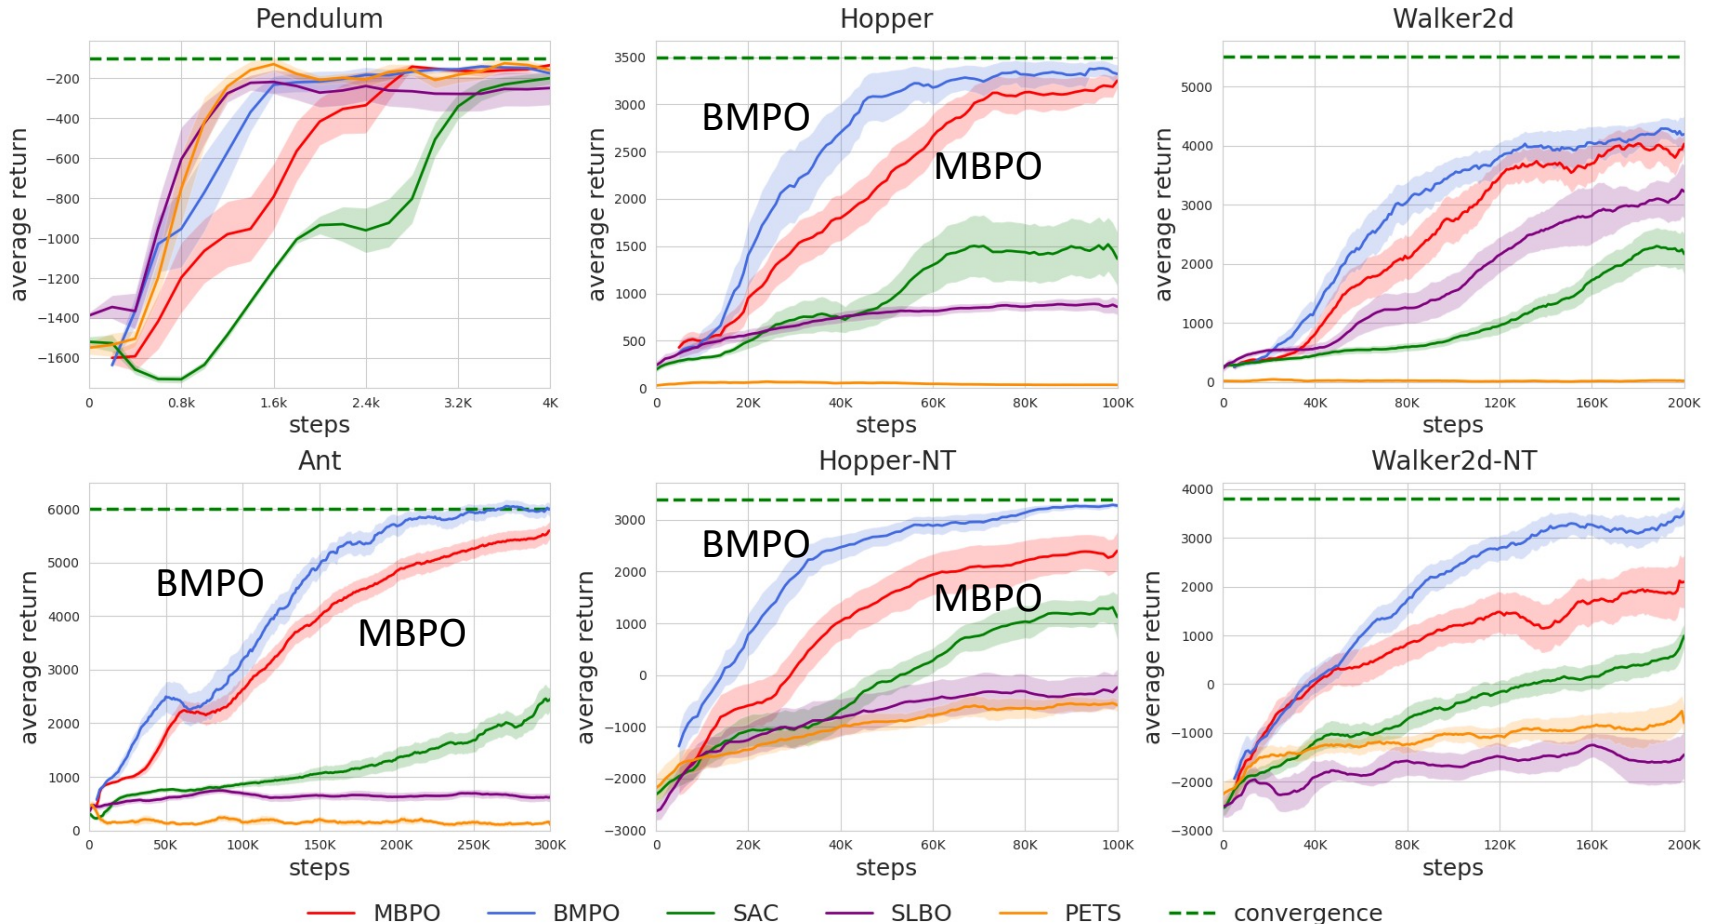 Pendulum
average return
−200
−400
−600
−800
−1000
−1200
−1400
−1600
0 0.8k 1.6k 2.4k 3.2k 4K
steps
Hopper
average return
3500
3000
2500
2000
1500
1000
500
0
BMPO
MBPO
0 20K 40K 60K 80K 100K
steps
Walker2d
average return
5000
4000
3000
2000
1000
0
0 40K 80K 120K 160K 200K
steps
Ant
average return
6000
5000
4000
3000
2000
1000
0
BMPO
MBPO
0 50K 100K 150K 200K 250K 300K
steps
Hopper-NT
average return
3000
2000
1000
0
−1000
−2000
−3000
BMPO
MBPO
0 20K 40K 60K 80K 100K
steps
Walker2d-NT
average return
4000
3000
2000
1000
0
−1000
−2000
−3000
0 40K 80K 120K 160K 200K
steps
MBPO BMPO SAC SLBO PETS convergence